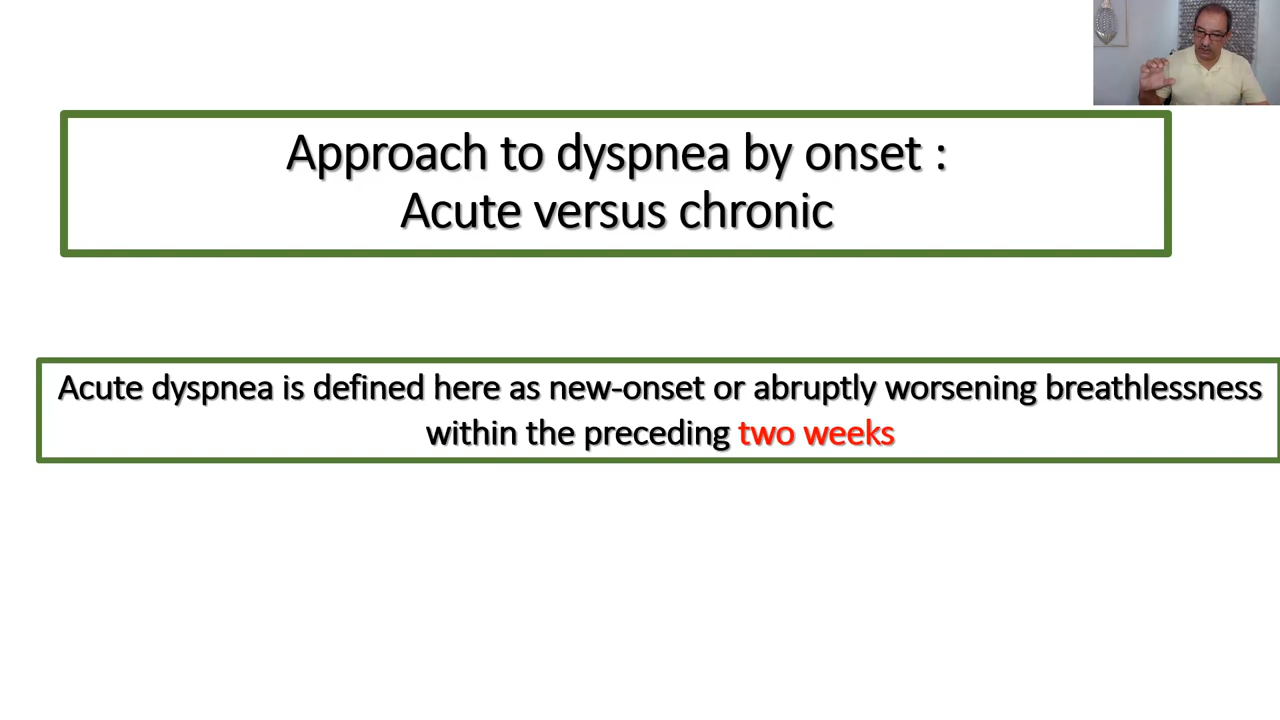 Approach to dyspnea by onset :
Acute versus chronic
Acute dyspnea is defined here as new-onset or abruptly worsening breathlessness
within the preceding two weeks